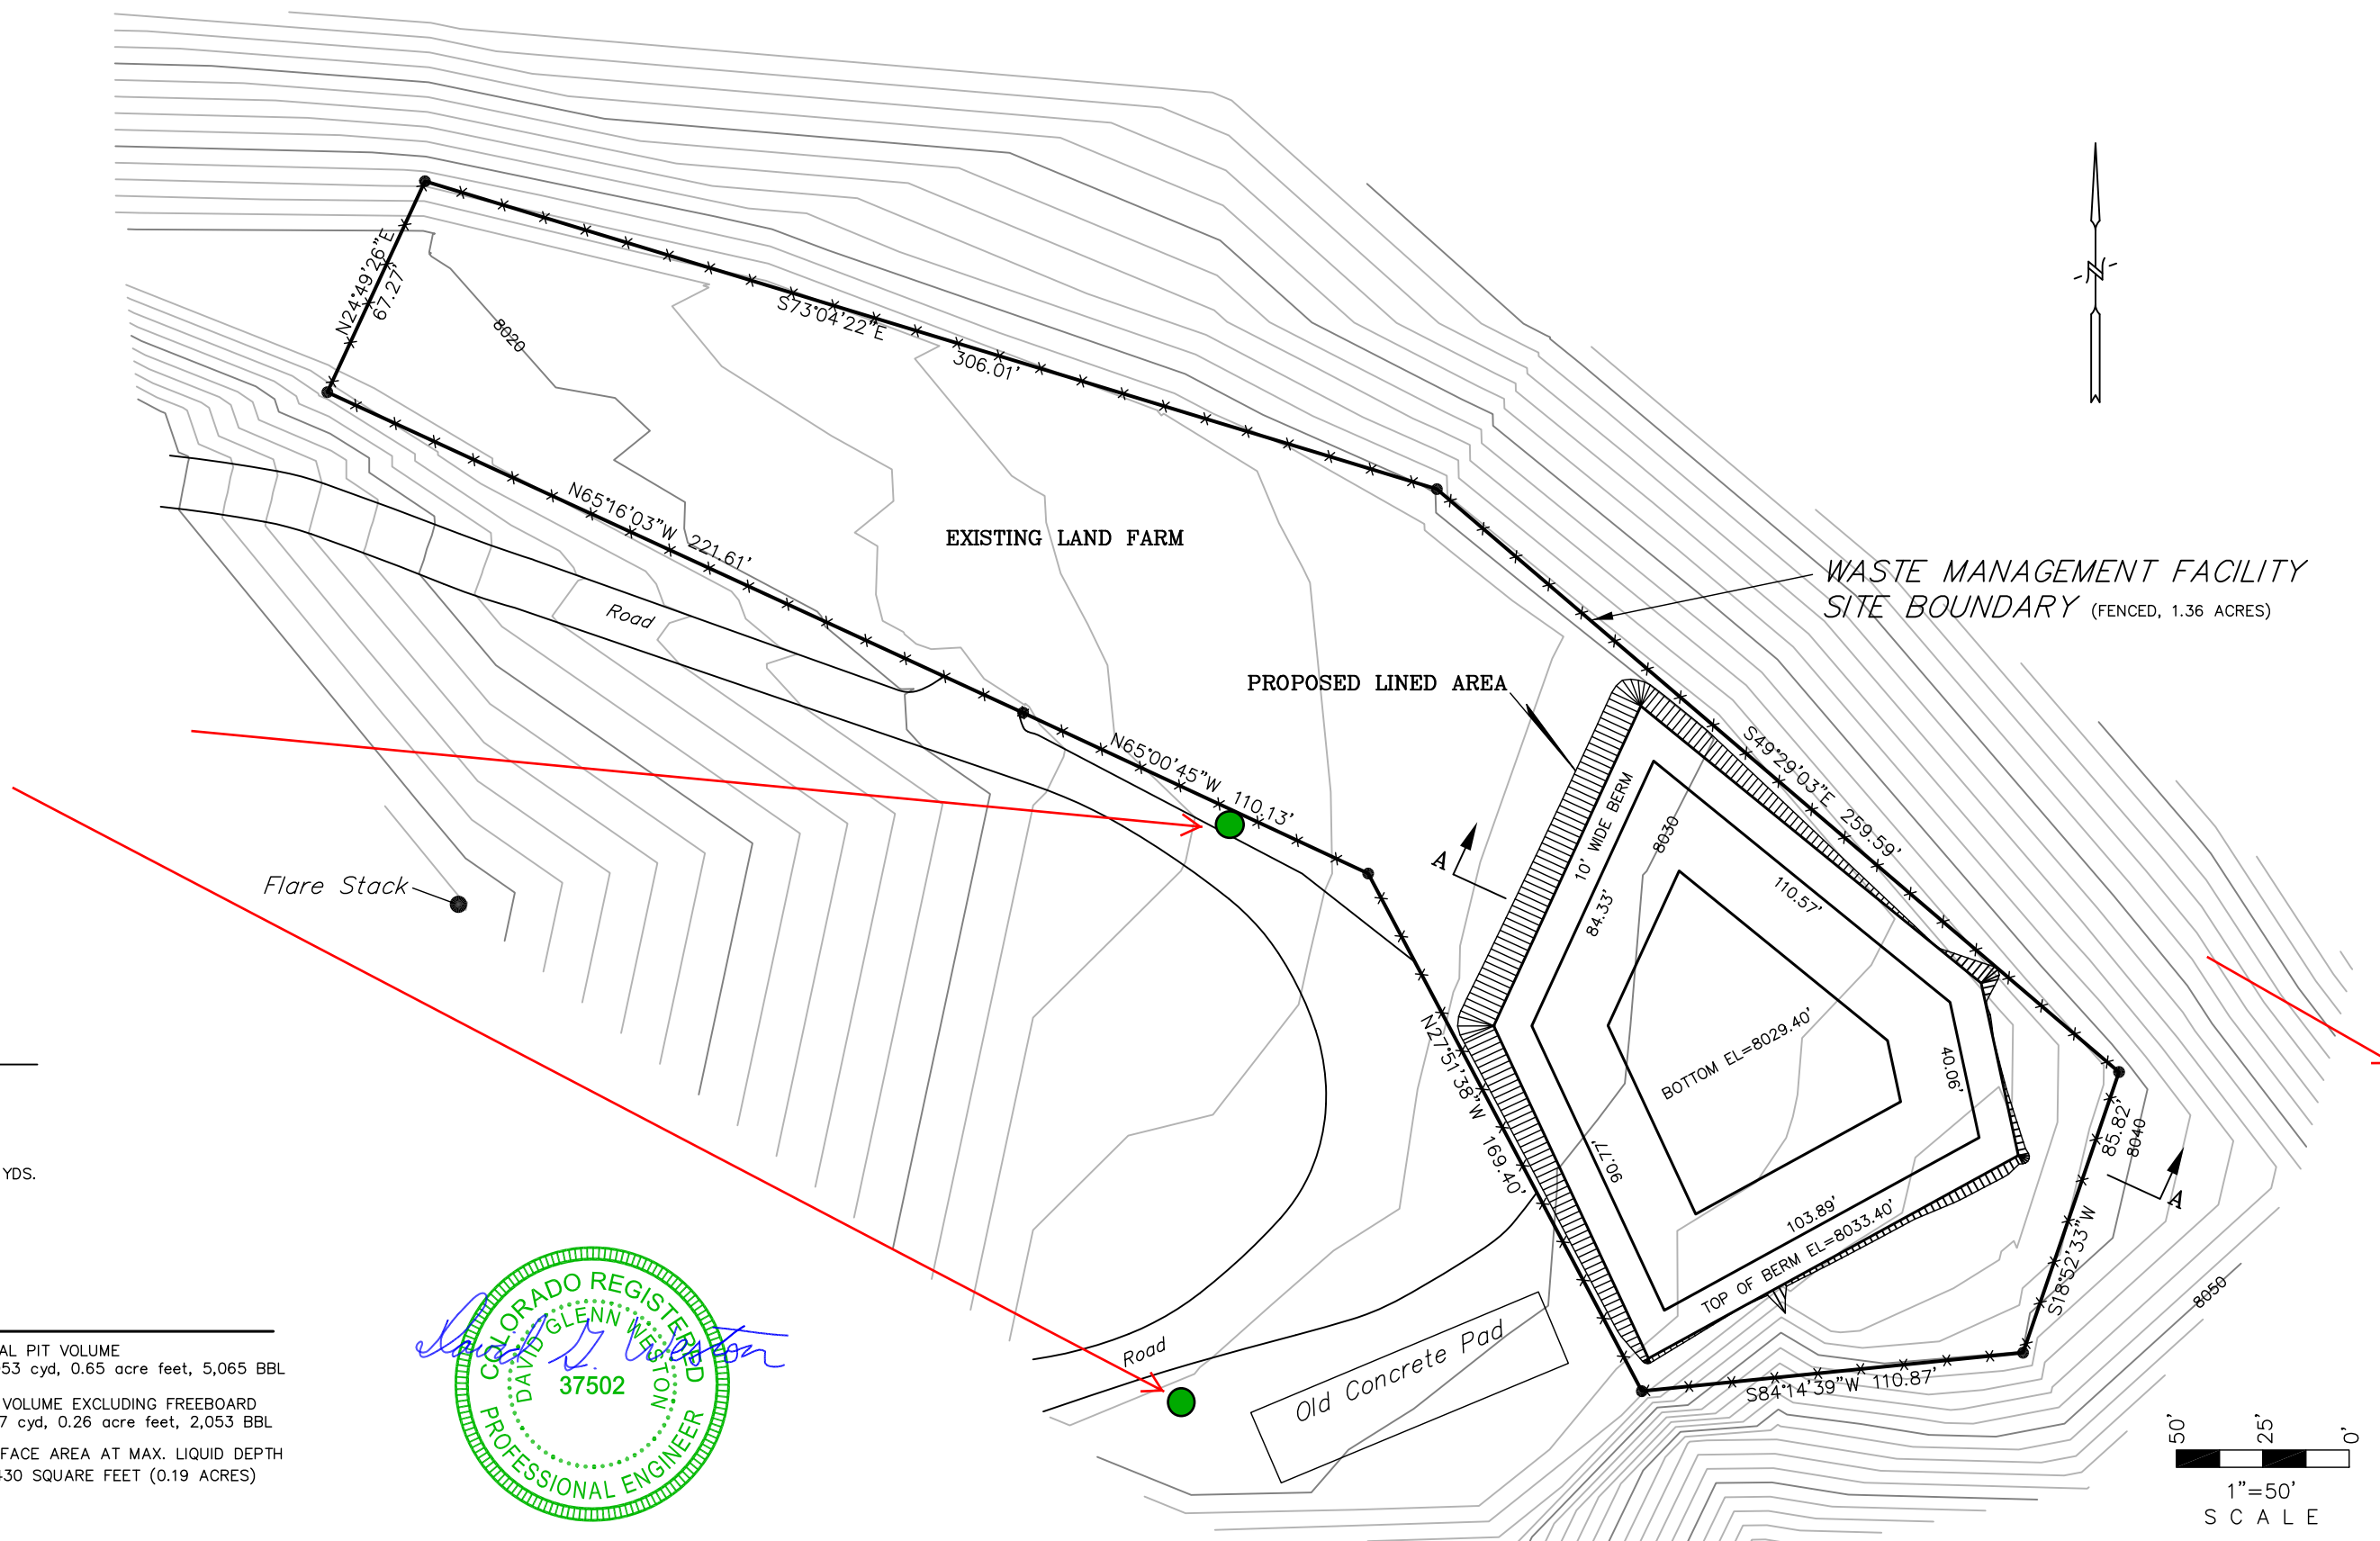 N24°49'26"E
67.27'
8020
S73°04'22"E
306.01'
N65°16'03"W 221.61'
EXISTING LAND FARM
WASTE MANAGEMENT FACILITY
SITE BOUNDARY (FENCED, 1.36 ACRES)
Road
PROPOSED LINED AREA
N65°00'45"W 110.13'
S49°29'03"E 259.59'
10' WIDE BERM
8030
84.33'
110.57'
A
Flare Stack
BOTTOM EL=8029.40'
40.06'
N27°51'38"W 169.40'
85.82'
8040
90.77'
A
103.89'
TOP OF BERM EL=8033.40'
S18°52'33"W
8050
YDS.
Road
Old Concrete Pad
S84°14'39"W 110.87'
AL PIT VOLUME
053 cyd, 0.65 acre feet, 5,065 BBL
VOLUME EXCLUDING FREEBOARD
7 cyd, 0.26 acre feet, 2,053 BBL
FACE AREA AT MAX. LIQUID DEPTH
430 SQUARE FEET (0.19 ACRES)
COLORADO REGISTERED
DAVID GLENN WESTON
37502
PROFESSIONAL ENGINEER
David G. Weston
N
50' 25' 0'
1"=50'
SCALE